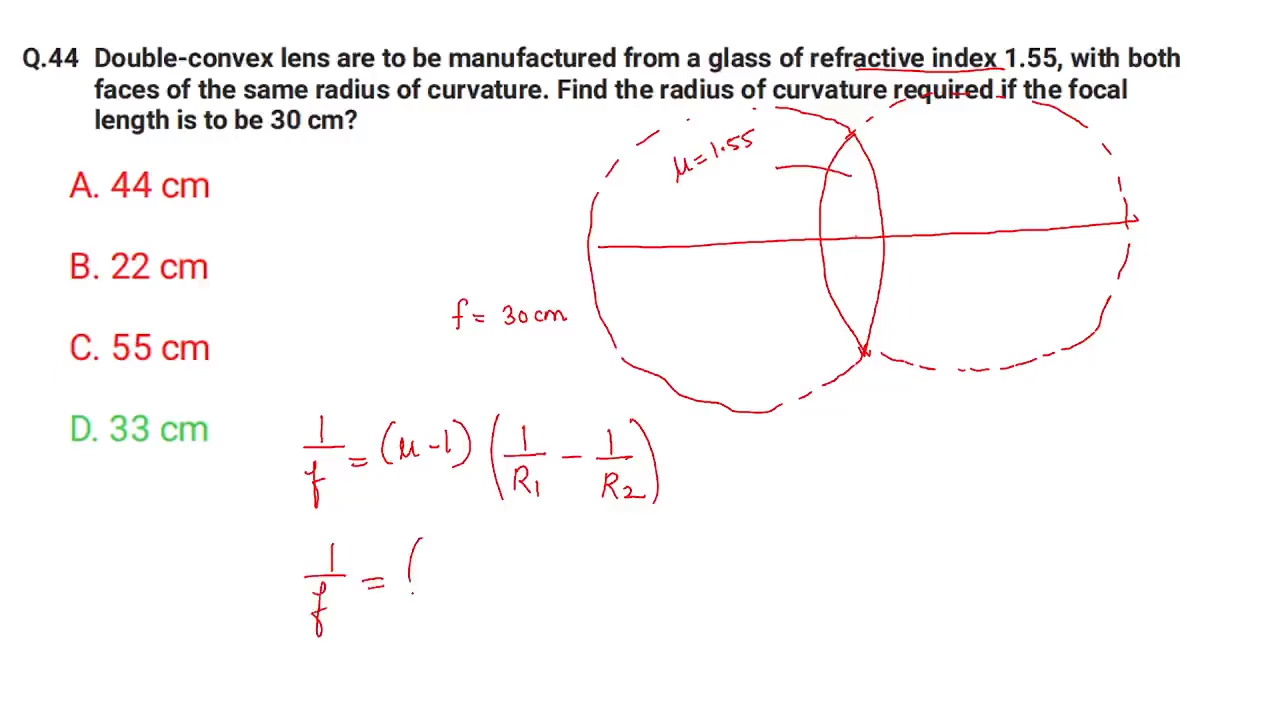 Q.44 Double-convex lens are to be manufactured from a glass of refractive index 1.55, with both
faces of the same radius of curvature. Find the radius of curvature required if the focal
length is to be 30 cm?
μ = 1.55
A. 44 cm
B. 22 cm
f = 30 cm
C. 55 cm
D. 33 cm
1/f = (μ - 1) (1/R1 - 1/R2)
1/f = (